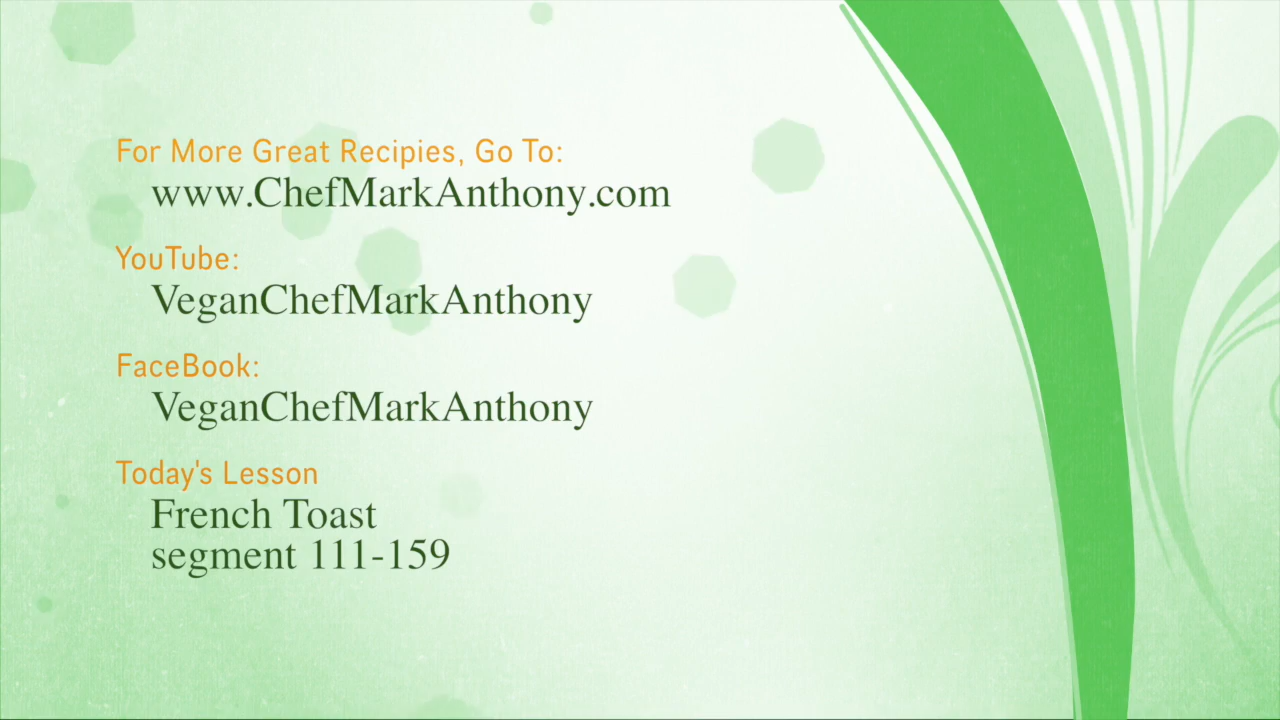 For More Great Recipies, Go To:
www.ChefMarkAnthony.com
YouTube:
VeganChefMarkAnthony
FaceBook:
VeganChefMarkAnthony
Today's Lesson
French Toast
segment 111-159